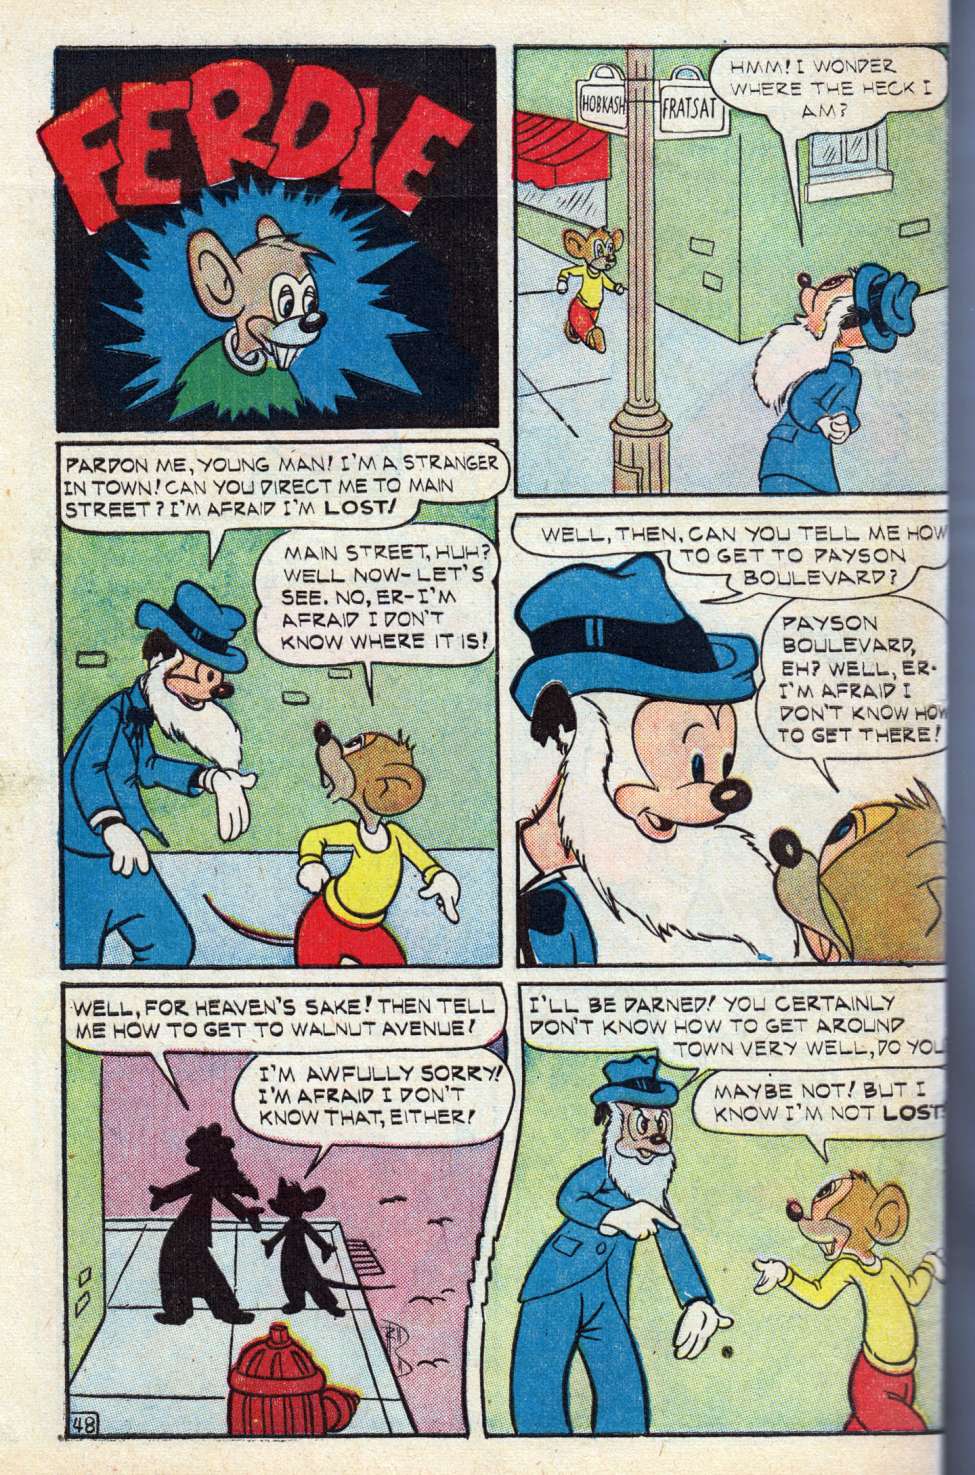 FERDIE
HOBKASH
FRATSAT
HMM! I WONDER
WHERE THE HECK I
AM?
PARDON ME, YOUNG MAN! I'M A STRANGER
IN TOWN! CAN YOU DIRECT ME TO MAIN
STREET? I'M AFRAID I'M LOST!
MAIN STREET, HUH?
WELL NOW- LET'S
SEE. NO, ER-I'M
AFRAID I DON'T
KNOW WHERE IT IS!
WELL, THEN, CAN YOU TELL ME HOW
TO GET TO PAYSON
BOULEVARD?
PAYSON
BOULEVARD,
EH? WELL, ER-
I'M AFRAID I
DON'T KNOW HOW
TO GET THERE!
WELL, FOR HEAVEN'S SAKE! THEN TELL
ME HOW TO GET TO WALNUT AVENUE!
I'M AWFULLY SORRY!
I'M AFRAID I DON'T
KNOW THAT, EITHER!
I'LL BE DARNED! YOU CERTAINLY
DON'T KNOW HOW TO GET AROUND
TOWN VERY WELL, DO YOU
MAYBE NOT! BUT I
KNOW I'M NOT LOST!
48